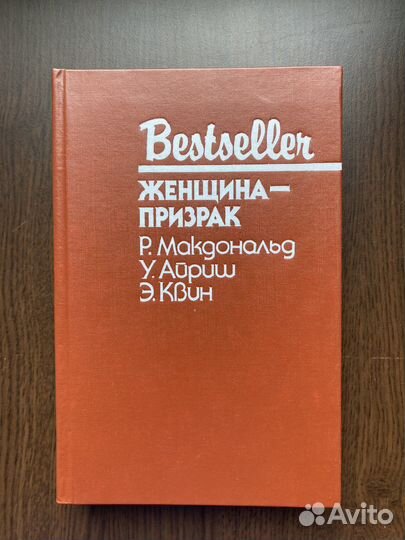 Bestseller
ЖЕНЩИНА—
ПРИЗРАК
Р. Макдональд
У. Айриш
Э. Квин
Avito